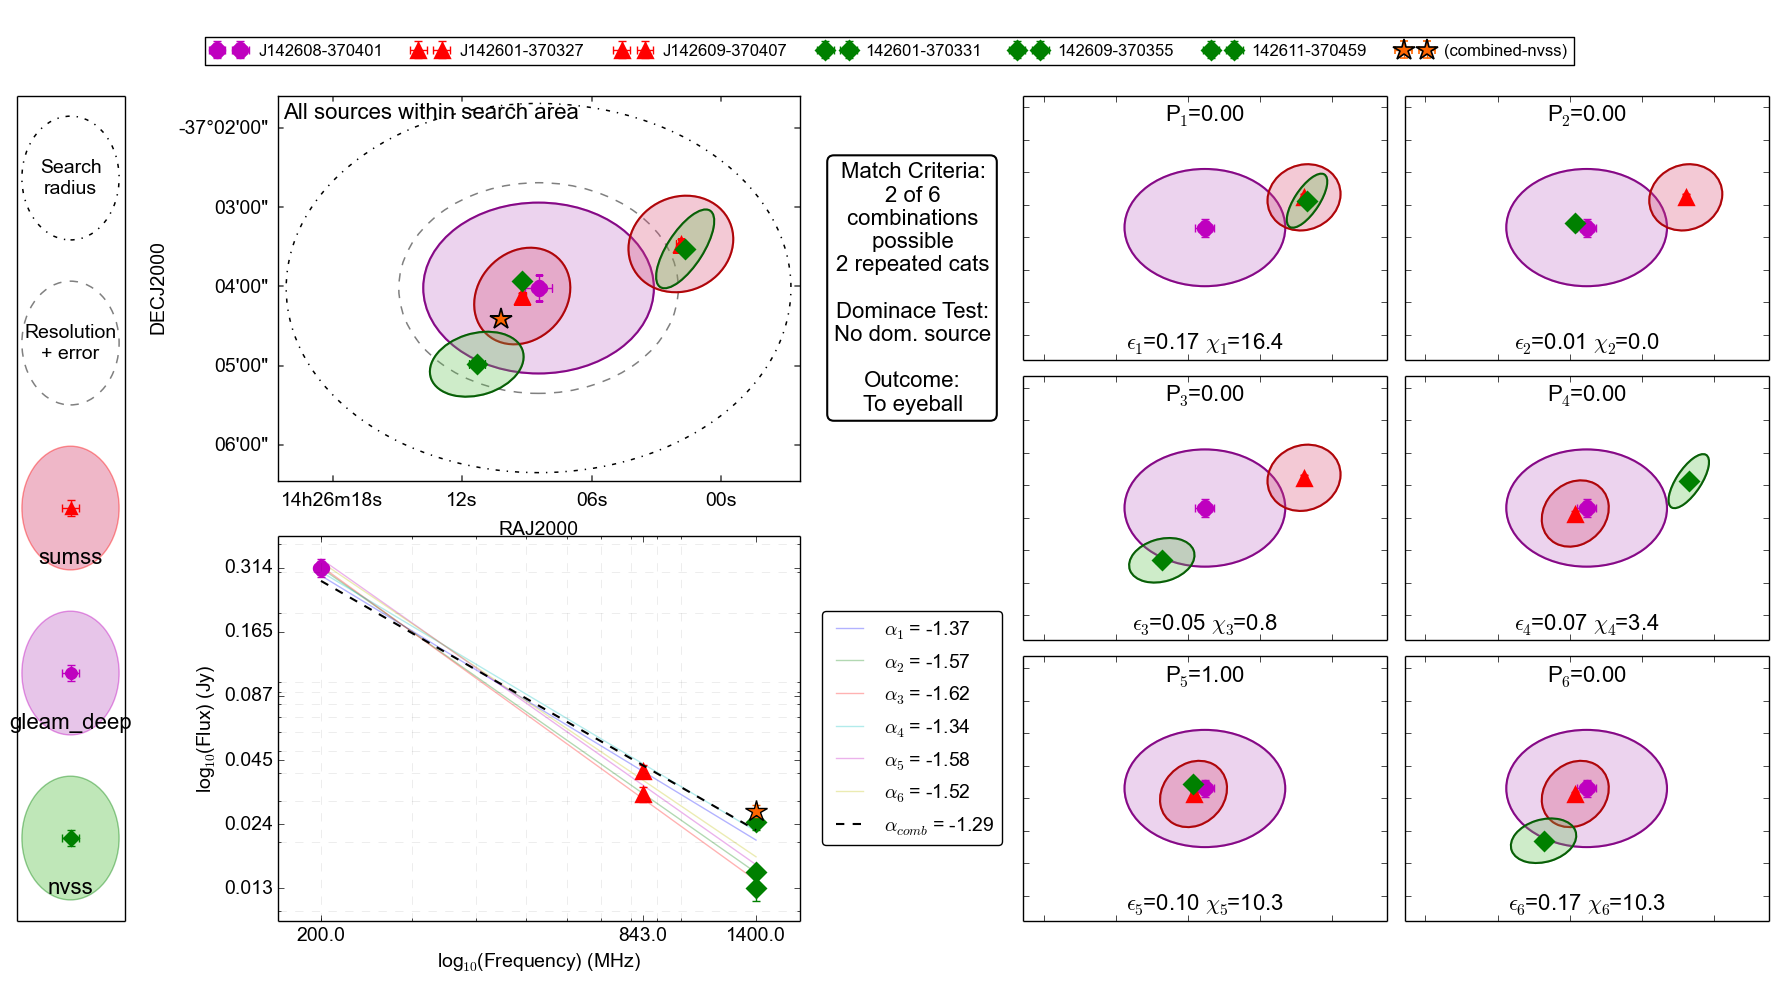 J142608-370401 J142601-370327 J142609-370407 142601-370331 142609-370355 142611-370459 (combined-nvss)
Search
radius
Resolution
+ error
sumss
gleam_deep
nvss
All sources within search area
-37°02'00"
03'00"
04'00"
05'00"
06'00"
DECJ2000
14h26m18s 12s 06s 00s
RAJ2000
Match Criteria:
2 of 6
combinations
possible
2 repeated cats
Dominace Test:
No dom. source
Outcome:
To eyeball
0.314
0.165
0.087
0.045
0.024
0.013
log10(Flux) (Jy)
200.0 843.0 1400.0
log10(Frequency) (MHz)
α1 = -1.37
α2 = -1.57
α3 = -1.62
α4 = -1.34
α5 = -1.58
α6 = -1.52
αcomb = -1.29
P1=0.00
ϵ1=0.17 χ1=16.4
P2=0.00
ϵ2=0.01 χ2=0.0
P3=0.00
ϵ3=0.05 χ3=0.8
P4=0.00
ϵ4=0.07 χ4=3.4
P5=1.00
ϵ5=0.10 χ5=10.3
P6=0.00
ϵ6=0.17 χ6=10.3